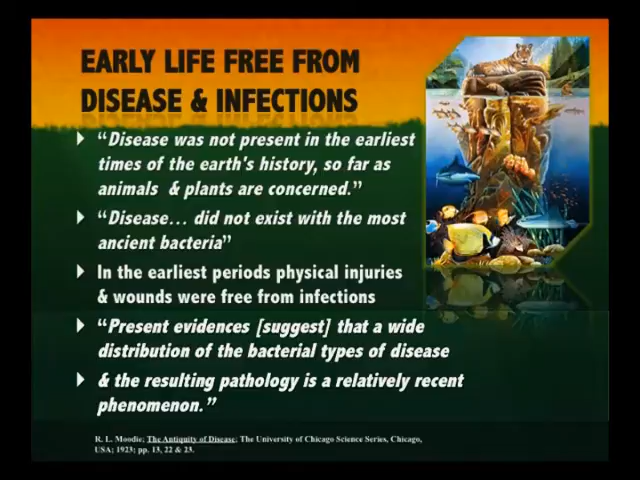 EARLY LIFE FREE FROM
DISEASE & INFECTIONS
“Disease was not present in the earliest
times of the earth's history, so far as
animals & plants are concerned.”
“Disease… did not exist with the most
ancient bacteria”
In the earliest periods physical injuries
& wounds were free from infections
“Present evidences [suggest] that a wide
distribution of the bacterial types of disease
& the resulting pathology is a relatively recent
phenomenon.”
R. L. Moodie; The Antiquity of Disease; The University of Chicago Science Series, Chicago,
USA; 1923; pp. 13, 22 & 23.